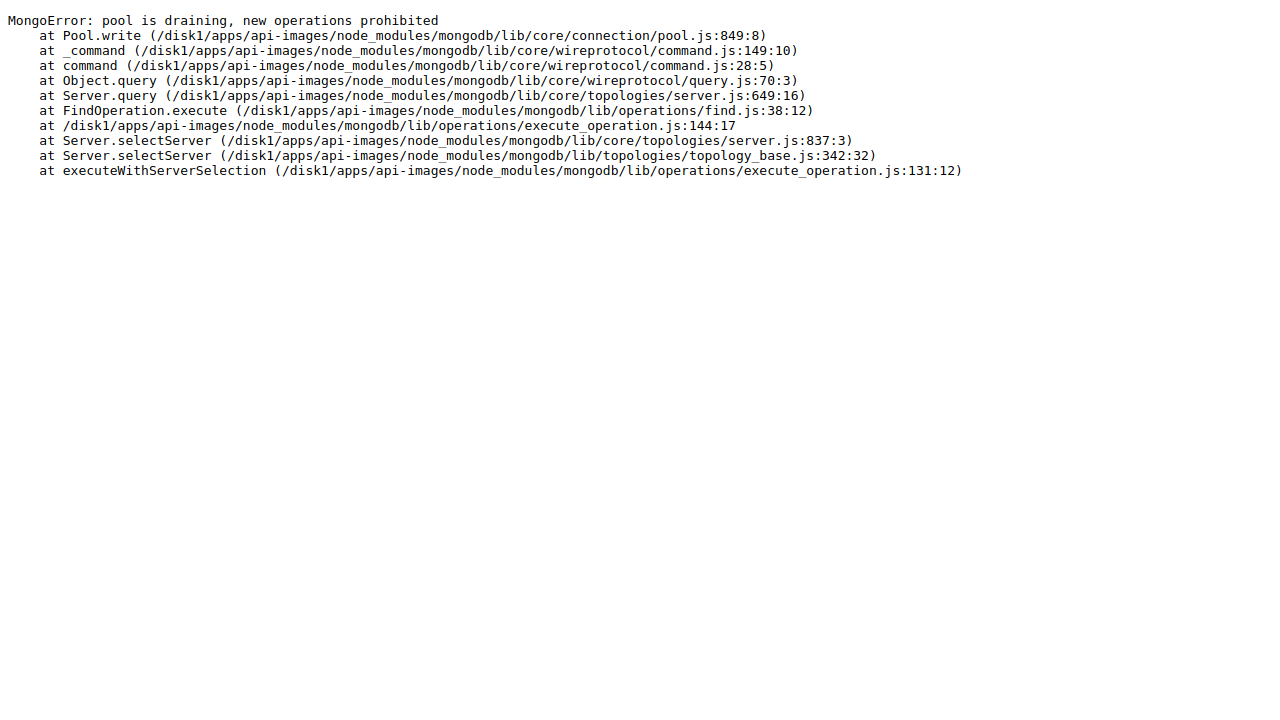 MongoError: pool is draining, new operations prohibited
    at Pool.write (/disk1/apps/api-images/node_modules/mongodb/lib/core/connection/pool.js:849:8)
    at _command (/disk1/apps/api-images/node_modules/mongodb/lib/core/wireprotocol/command.js:149:10)
    at command (/disk1/apps/api-images/node_modules/mongodb/lib/core/wireprotocol/command.js:28:5)
    at Object.query (/disk1/apps/api-images/node_modules/mongodb/lib/core/wireprotocol/query.js:70:3)
    at Server.query (/disk1/apps/api-images/node_modules/mongodb/lib/core/topologies/server.js:649:16)
    at FindOperation.execute (/disk1/apps/api-images/node_modules/mongodb/lib/operations/find.js:38:12)
    at /disk1/apps/api-images/node_modules/mongodb/lib/operations/execute_operation.js:144:17
    at Server.selectServer (/disk1/apps/api-images/node_modules/mongodb/lib/core/topologies/server.js:837:3)
    at Server.selectServer (/disk1/apps/api-images/node_modules/mongodb/lib/topologies/topology_base.js:342:32)
    at executeWithServerSelection (/disk1/apps/api-images/node_modules/mongodb/lib/operations/execute_operation.js:131:12)